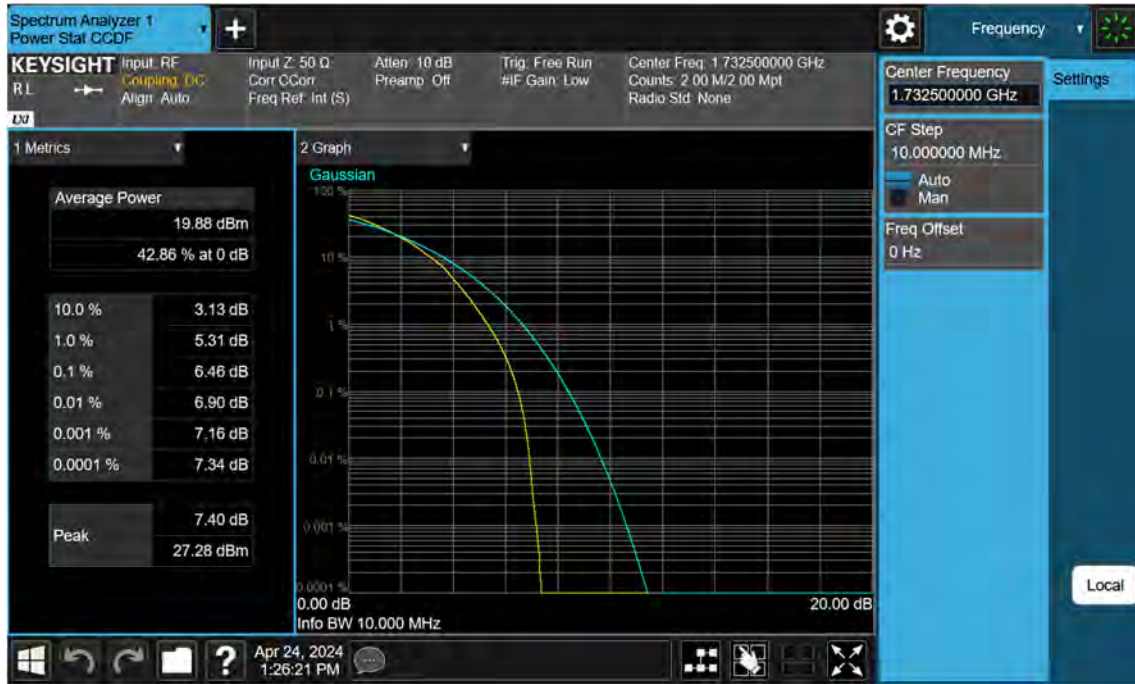 Spectrum Analyzer 1
Power Stat CCDF
Frequency
KEYSIGHT
RL
LXI
Input: RF
Coupling: DC
Align: Auto
Input Z: 50 Ω
Corr CCorr
Freq Ref: Int (S)
Atten: 10 dB
Preamp: Off
Trig: Free Run
#IF Gain: Low
Center Freq: 1.732500000 GHz
Counts: 2.00 M/2.00 Mpt
Radio Std: None
Center Frequency
1.732500000 GHz
Settings
CF Step
10.000000 MHz
Auto
Man
Freq Offset
0 Hz
1 Metrics
Average Power
19.88 dBm
42.86 % at 0 dB
10.0 % 3.13 dB
1.0 % 5.31 dB
0.1 % 6.46 dB
0.01 % 6.90 dB
0.001 % 7.16 dB
0.0001 % 7.34 dB
Peak
7.40 dB
27.28 dBm
2 Graph
Gaussian
100 %
10 %
1 %
0.1 %
0.01 %
0.001 %
0.0001 %
0.00 dB 20.00 dB
Info BW 10.000 MHz
Local
?
Apr 24, 2024
1:26:21 PM